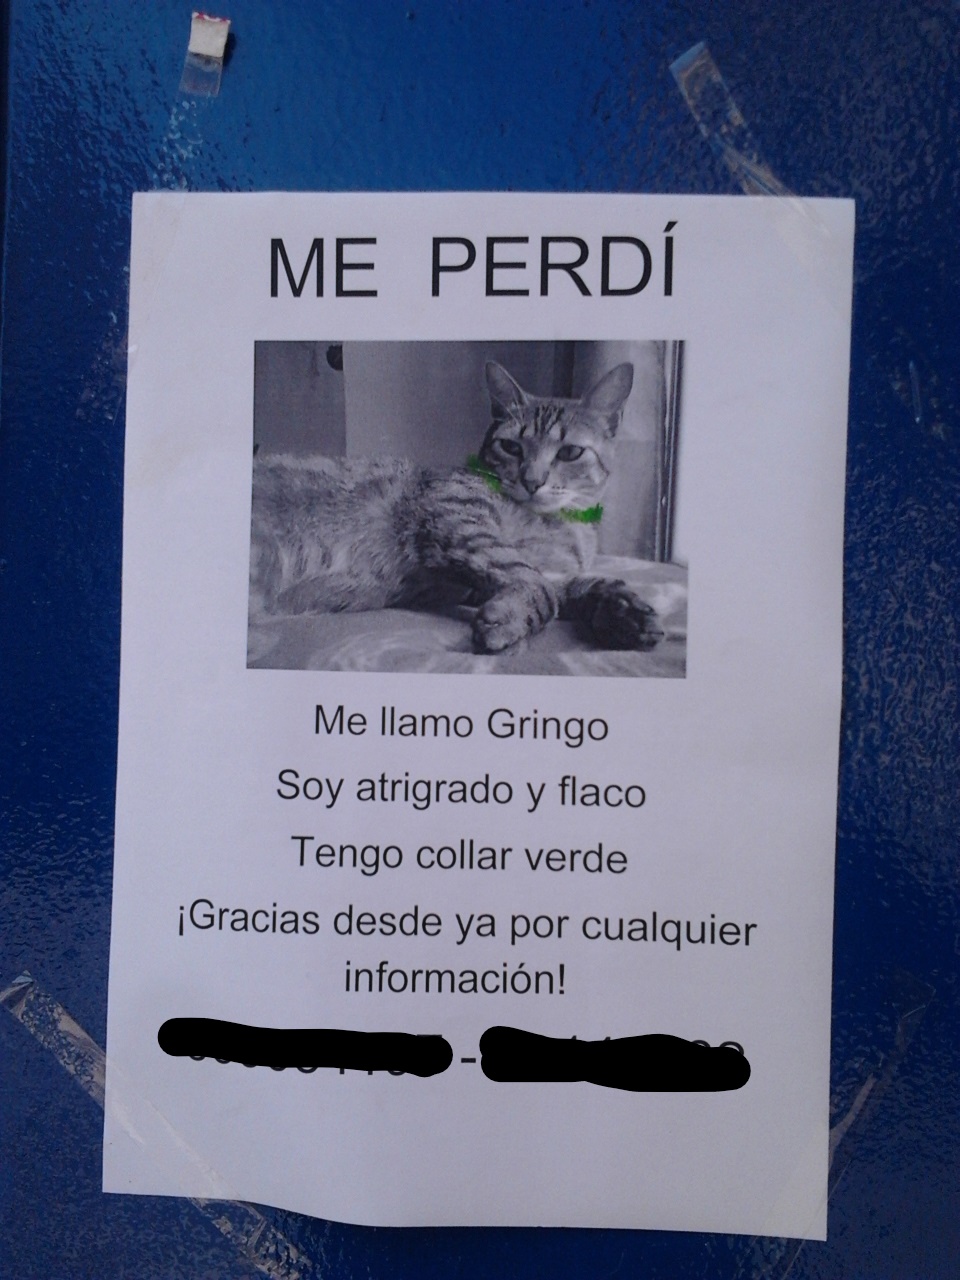 ME PERDÍ
Me llamo Gringo
Soy atrigrado y flaco
Tengo collar verde
¡Gracias desde ya por cualquier
información!